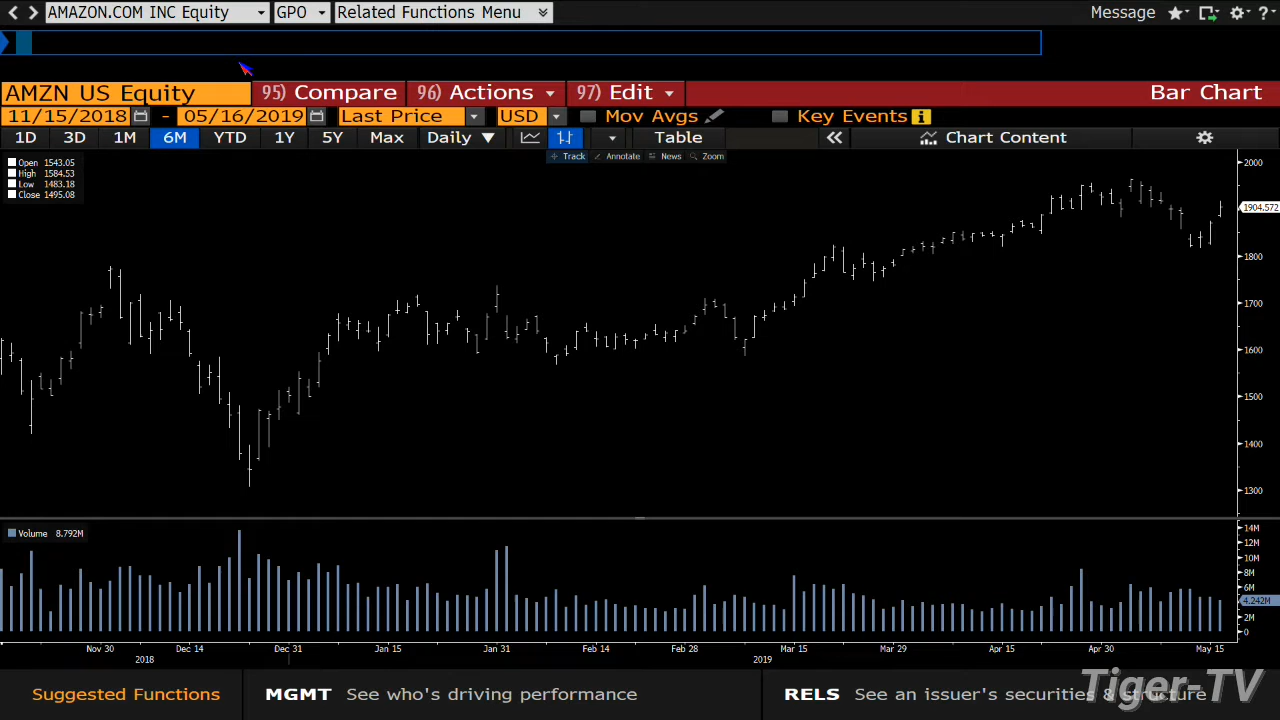 AMAZON.COM INC Equity GPO Related Functions Menu Message ?
AMZN US Equity 95) Compare 96) Actions 97) Edit Bar Chart
11/15/2018 - 05/16/2019 Last Price USD Mov Avgs Key Events i
1D 3D 1M 6M YTD 1Y 5Y Max Daily Table Chart Content
Track Annotate News Zoom
Open 1543.05
High 1584.53
Low 1483.18
Close 1495.08
2000
1904.572
1800
1700
1600
1500
1400
1300
Volume 8.792M
14M
12M
10M
8M
6M
4.242M
2M
0
Nov 30 Dec 14 Dec 31 Jan 15 Jan 31 Feb 14 Feb 28 Mar 15 Mar 29 Apr 15 Apr 30 May 15
2018 2019
Suggested Functions MGMT See who's driving performance RELS See an issuer's securities & structure
Tiger-TV